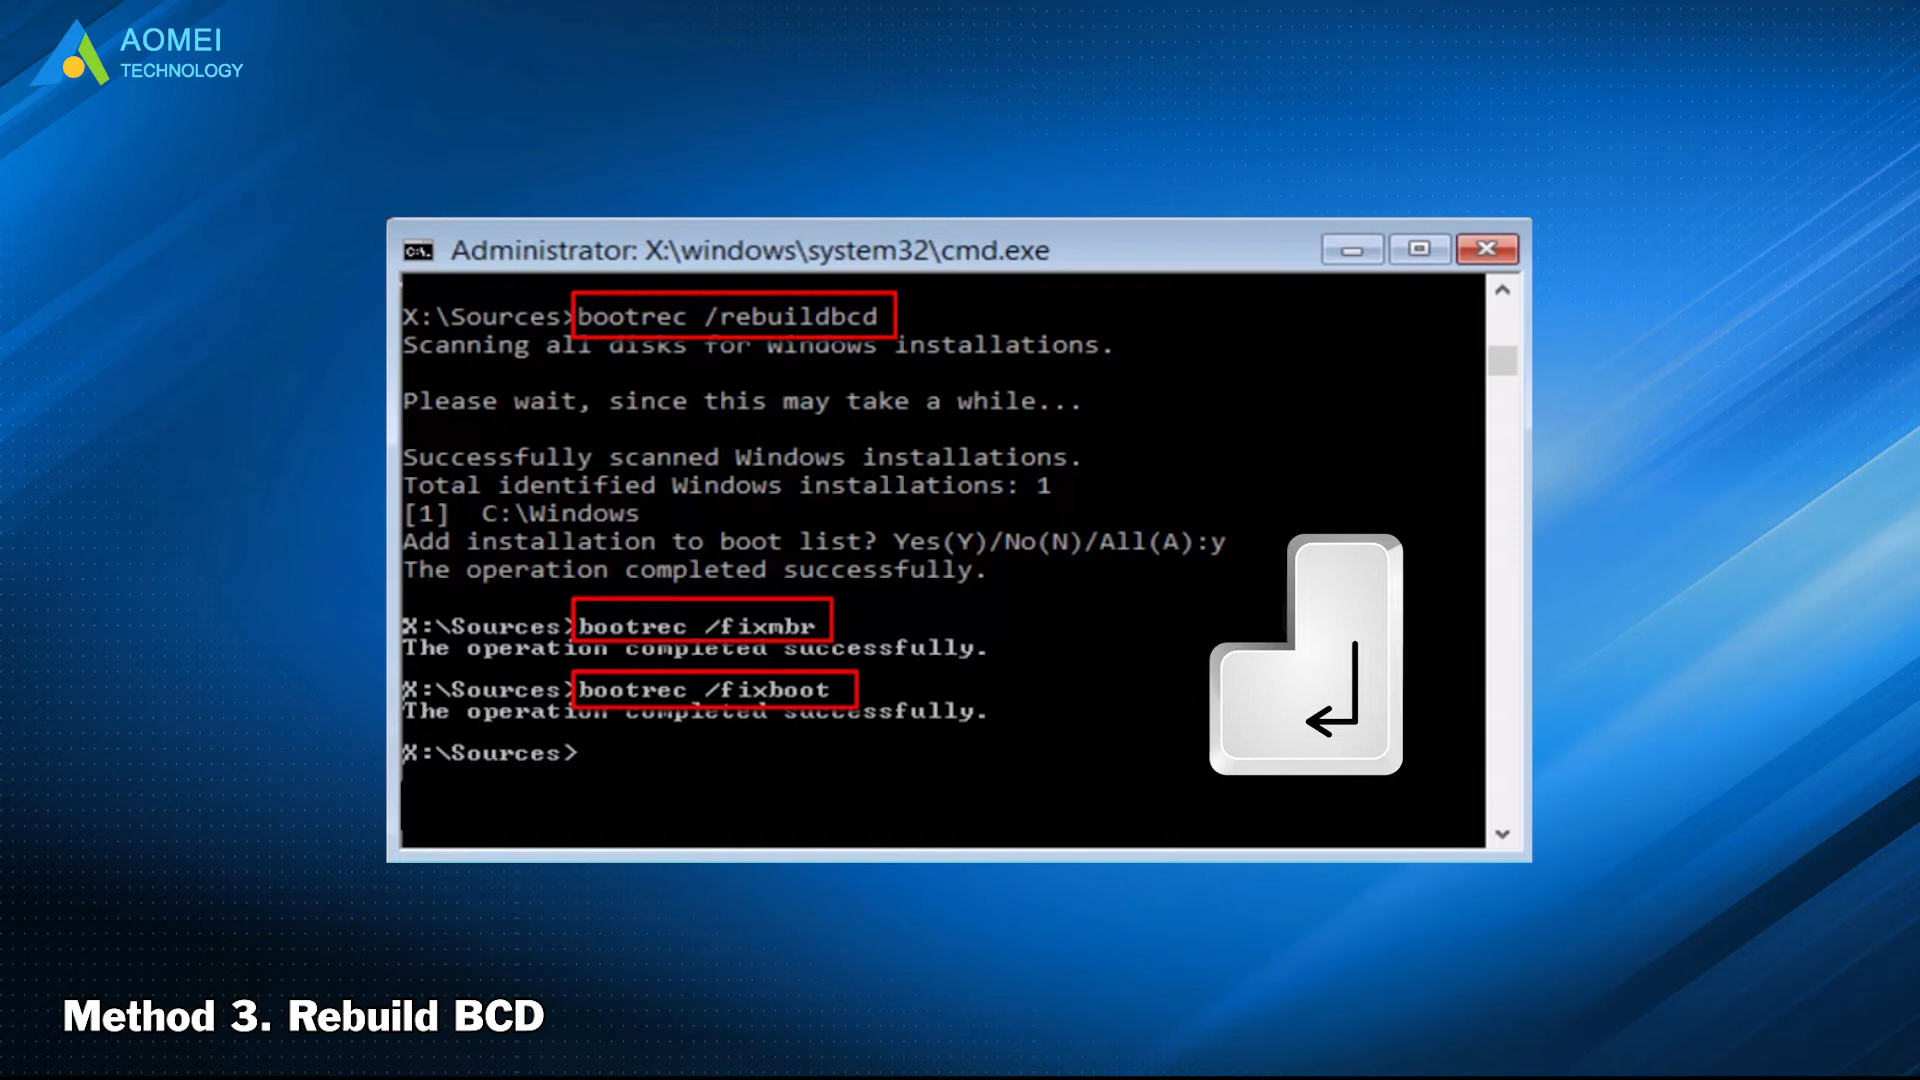 AOMEI
TECHNOLOGY
C:\.
Administrator: X:\windows\system32\cmd.exe
X:\Sources>bootrec /rebuildbcd
Scanning all disks for Windows installations.
Please wait, since this may take a while...
Successfully scanned Windows installations.
Total identified Windows installations: 1
[1]  C:\Windows
Add installation to boot list? Yes(Y)/No(N)/All(A):y
The operation completed successfully.
X:\Sources>bootrec /fixmbr
The operation completed successfully.
X:\Sources>bootrec /fixboot
The operation completed successfully.
X:\Sources>
Method 3. Rebuild BCD